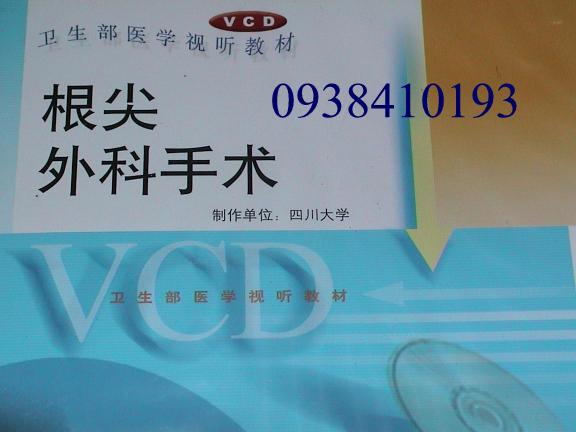 VCD
卫生部医学视听教材
根尖
外科手术
0938410193
制作单位：四川大学
VCD
卫生部医学视听教材